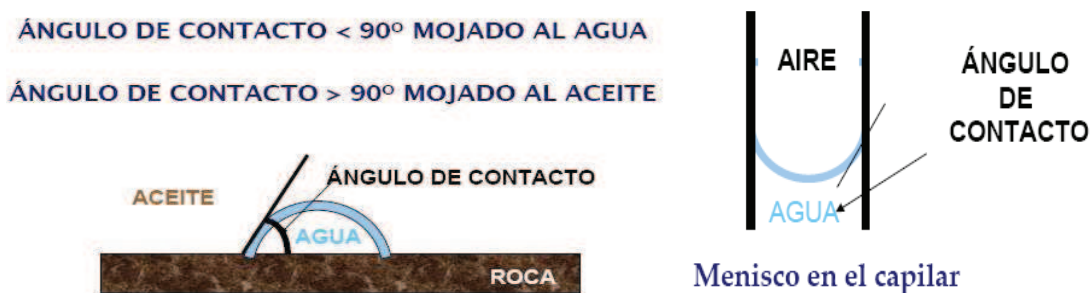 ÁNGULO DE CONTACTO < 90º MOJADO AL AGUA
ÁNGULO DE CONTACTO > 90º MOJADO AL ACEITE
ÁNGULO DE CONTACTO
ACEITE
AGUA
ROCA
AIRE
ÁNGULO
DE
CONTACTO
AGUA
Menisco en el capilar